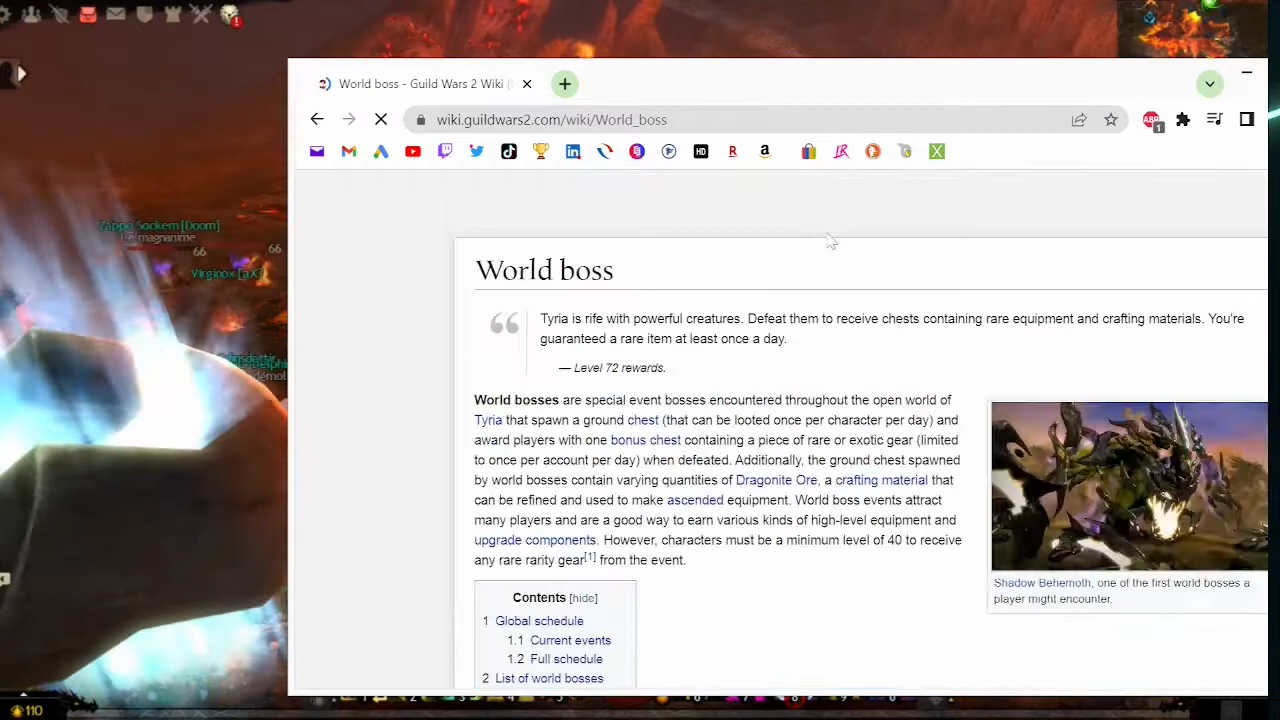 World boss - Guild Wars 2 Wiki (
wiki.guildwars2.com/wiki/World_boss
ABP
1
HD
R
a
LR
X
Zappo Sockem [Doom]
Le magnanime
66
66
Virginox [aX]
World boss
Tyria is rife with powerful creatures. Defeat them to receive chests containing rare equipment and crafting materials. You're
guaranteed a rare item at least once a day.
— Level 72 rewards.
World bosses are special event bosses encountered throughout the open world of
Tyria that spawn a ground chest (that can be looted once per character per day) and
award players with one bonus chest containing a piece of rare or exotic gear (limited
to once per account per day) when defeated. Additionally, the ground chest spawned
by world bosses contain varying quantities of Dragonite Ore, a crafting material that
can be refined and used to make ascended equipment. World boss events attract
many players and are a good way to earn various kinds of high-level equipment and
upgrade components. However, characters must be a minimum level of 40 to receive
any rare rarity gear[1] from the event.
Shadow Behemoth, one of the first world bosses a
player might encounter.
Contents [hide]
1 Global schedule
1.1 Current events
1.2 Full schedule
2 List of world bosses
110